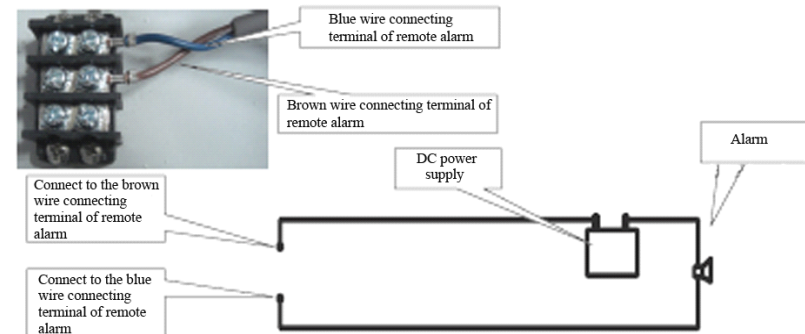 Blue wire connecting
terminal of remote alarm
Brown wire connecting terminal of
remote alarm
Alarm
DC power
supply
Connect to the brown
wire connecting
terminal of remote
alarm
Connect to the blue
wire connecting
terminal of remote
alarm